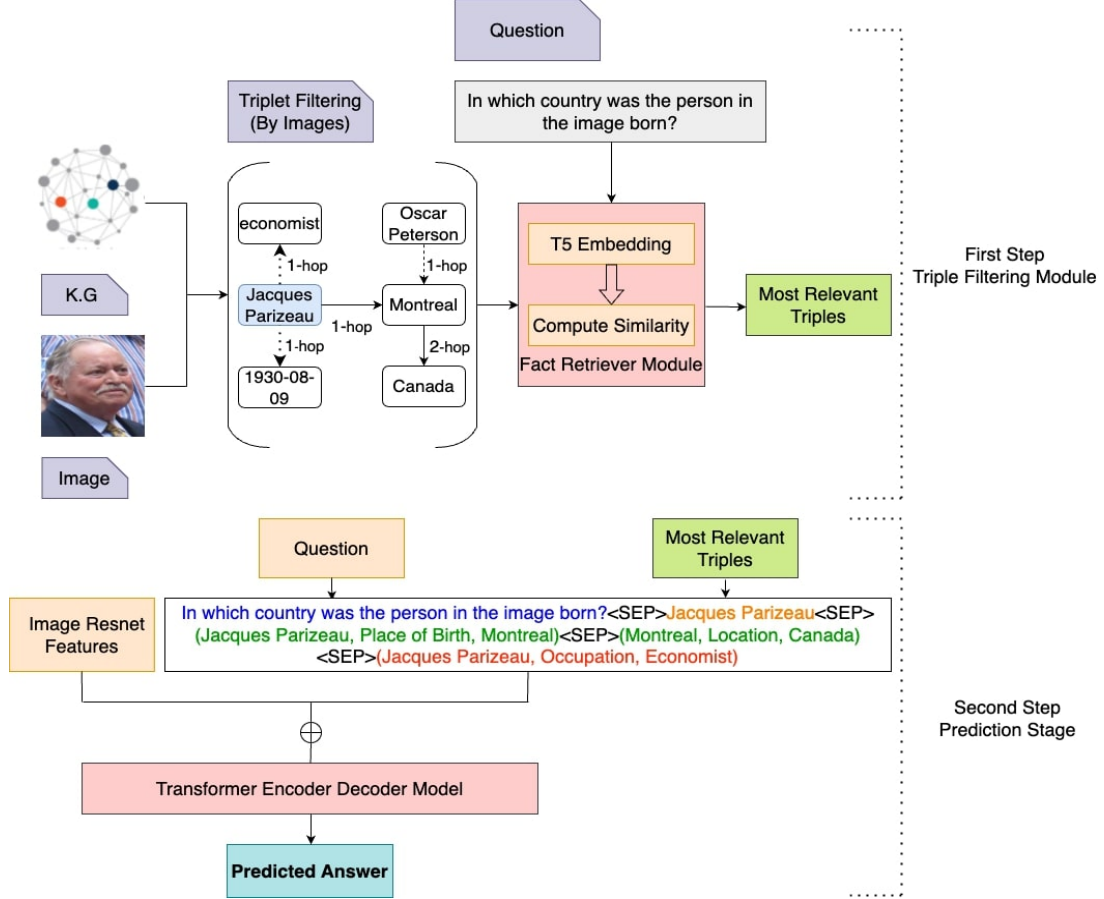 Question
Triplet Filtering
(By Images)
In which country was the person in
the image born?
economist
Oscar
Peterson
1-hop
1-hop
Jacques
Parizeau
1-hop
Montreal
1-hop
2-hop
1930-08-
09
Canada
K.G
Image
T5 Embedding
Compute Similarity
Fact Retriever Module
Most Relevant
Triples
First Step
Triple Filtering Module
Question
Most Relevant
Triples
Image Resnet
Features
In which country was the person in the image born?<SEP>Jacques Parizeau<SEP>
(Jacques Parizeau, Place of Birth, Montreal)<SEP>(Montreal, Location, Canada)
<SEP>(Jacques Parizeau, Occupation, Economist)
Second Step
Prediction Stage
Transformer Encoder Decoder Model
Predicted Answer